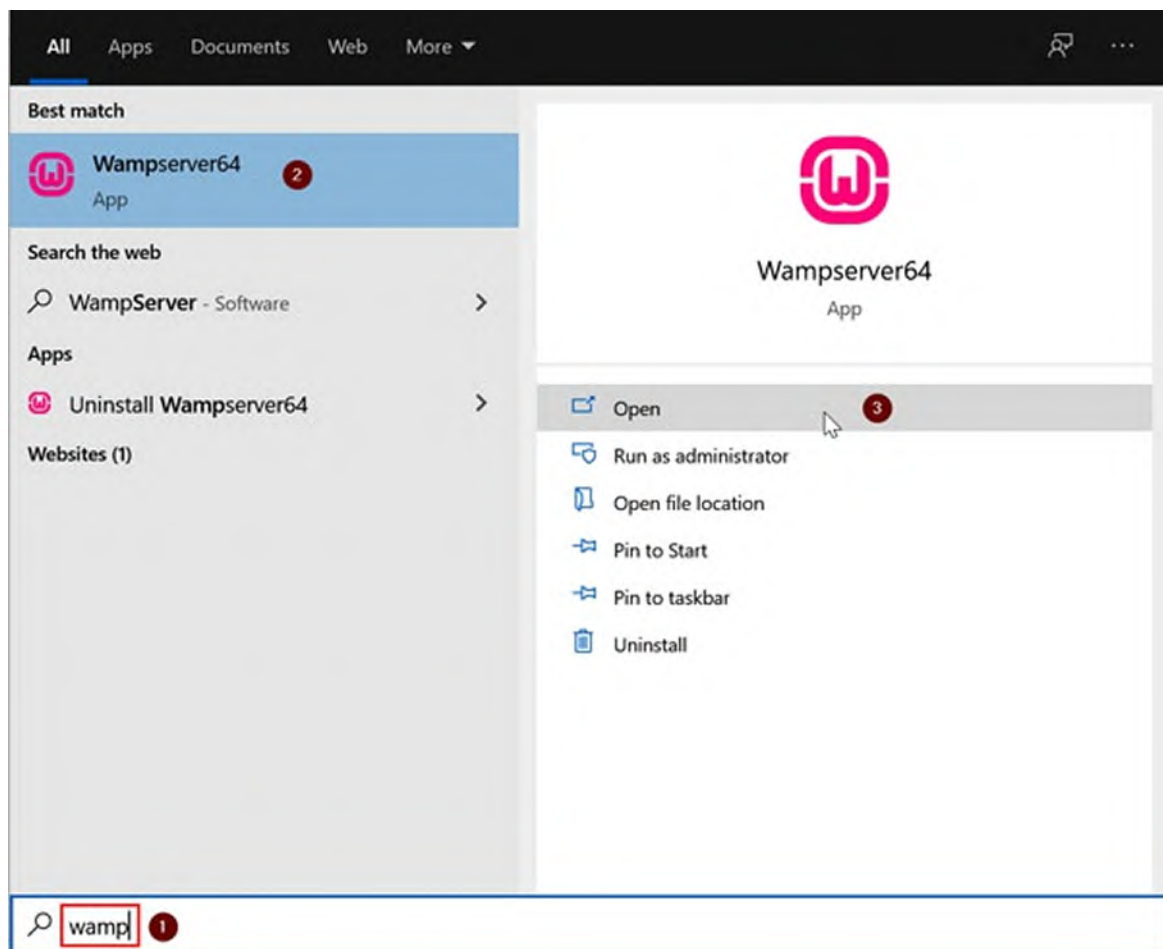 All Apps Documents Web More
Best match
Wampserver64 2
App
Search the web
WampServer - Software
Apps
Uninstall Wampserver64
Websites (1)
Wampserver64
App
Open 3
Run as administrator
Open file location
Pin to Start
Pin to taskbar
Uninstall
wamp 1